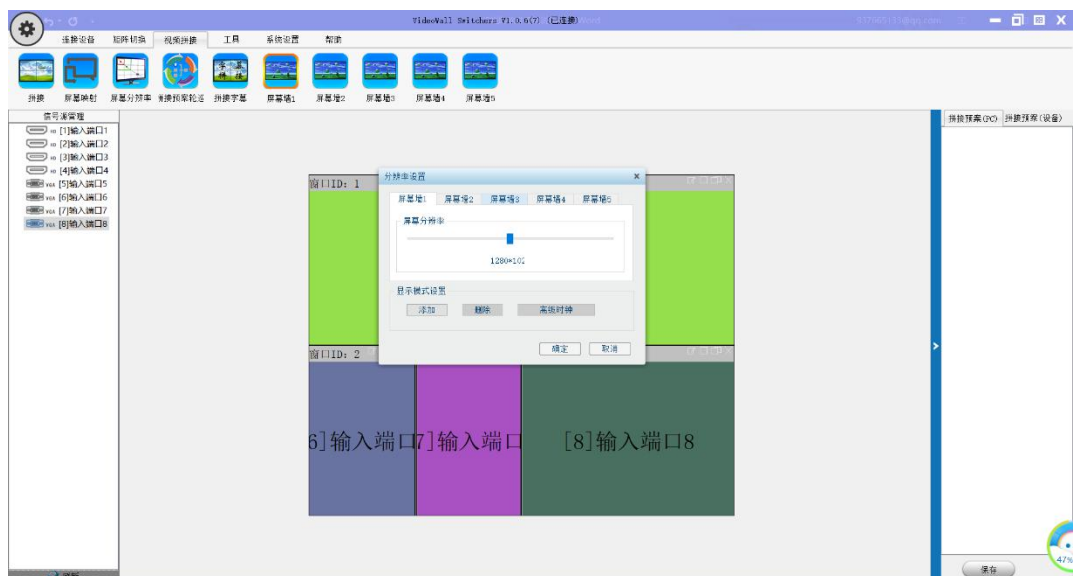 VideoWall Switchers V1.0.6(7) (已连接)
连接设备 矩阵切换 视频拼接 工具 系统设置 帮助
拼接 屏幕映射 屏幕分辨率 拼接预案轮巡 拼接字幕 屏幕墙1 屏幕墙2 屏幕墙3 屏幕墙4 屏幕墙5
信号源管理
[1]输入端口1
[2]输入端口2
[3]输入端口3
[4]输入端口4
VGA [5]输入端口5
VGA [6]输入端口6
VGA [7]输入端口7
VGA [8]输入端口8
拼接预案(PC) 拼接预案(设备)
窗口ID: 1
分辨率设置
屏幕墙1 屏幕墙2 屏幕墙3 屏幕墙4 屏幕墙5
屏幕分辨率
1280*102
显示模式设置
添加 删除 高级时钟
确定 取消
窗口ID: 2
6]输入端口 7]输入端口 [8]输入端口8
47%
保存